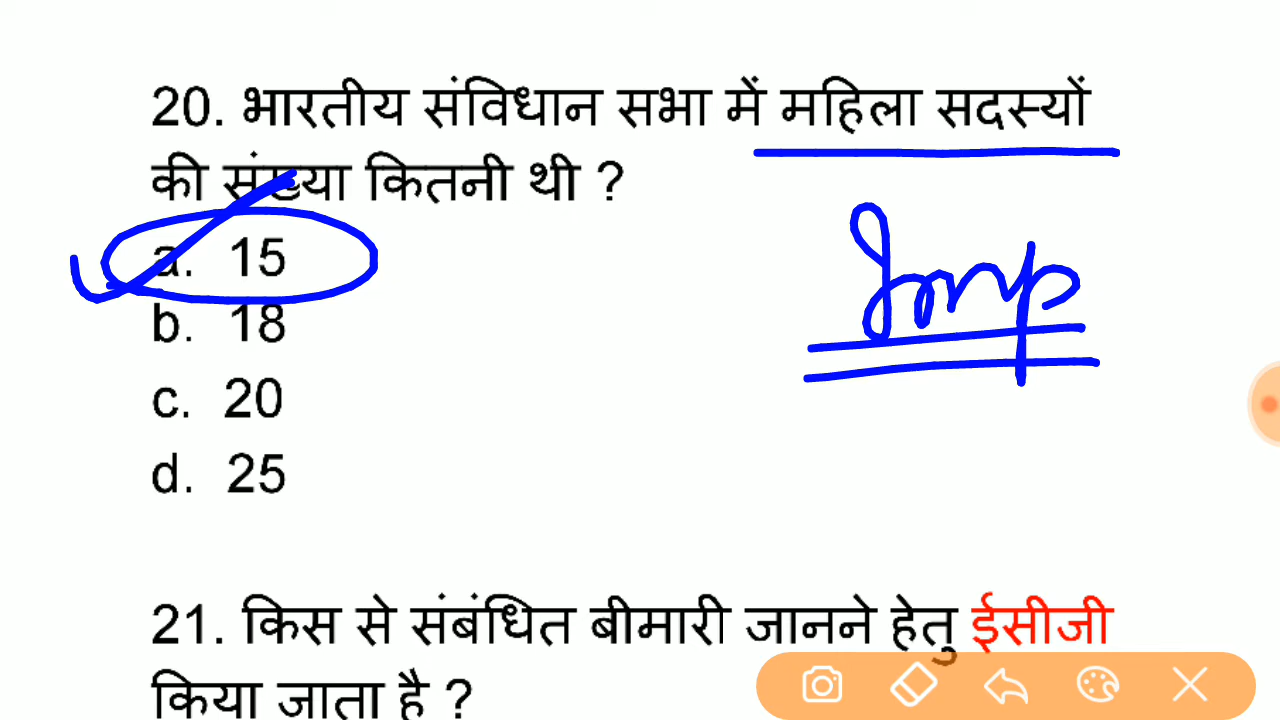 20. भारतीय संविधान सभा में महिला सदस्यों
की संख्या कितनी थी ?
a. 15
Imp
b. 18
c. 20
d. 25
21. किस से संबंधित बीमारी जानने हेतु ईसीजी
किया जाता है ?